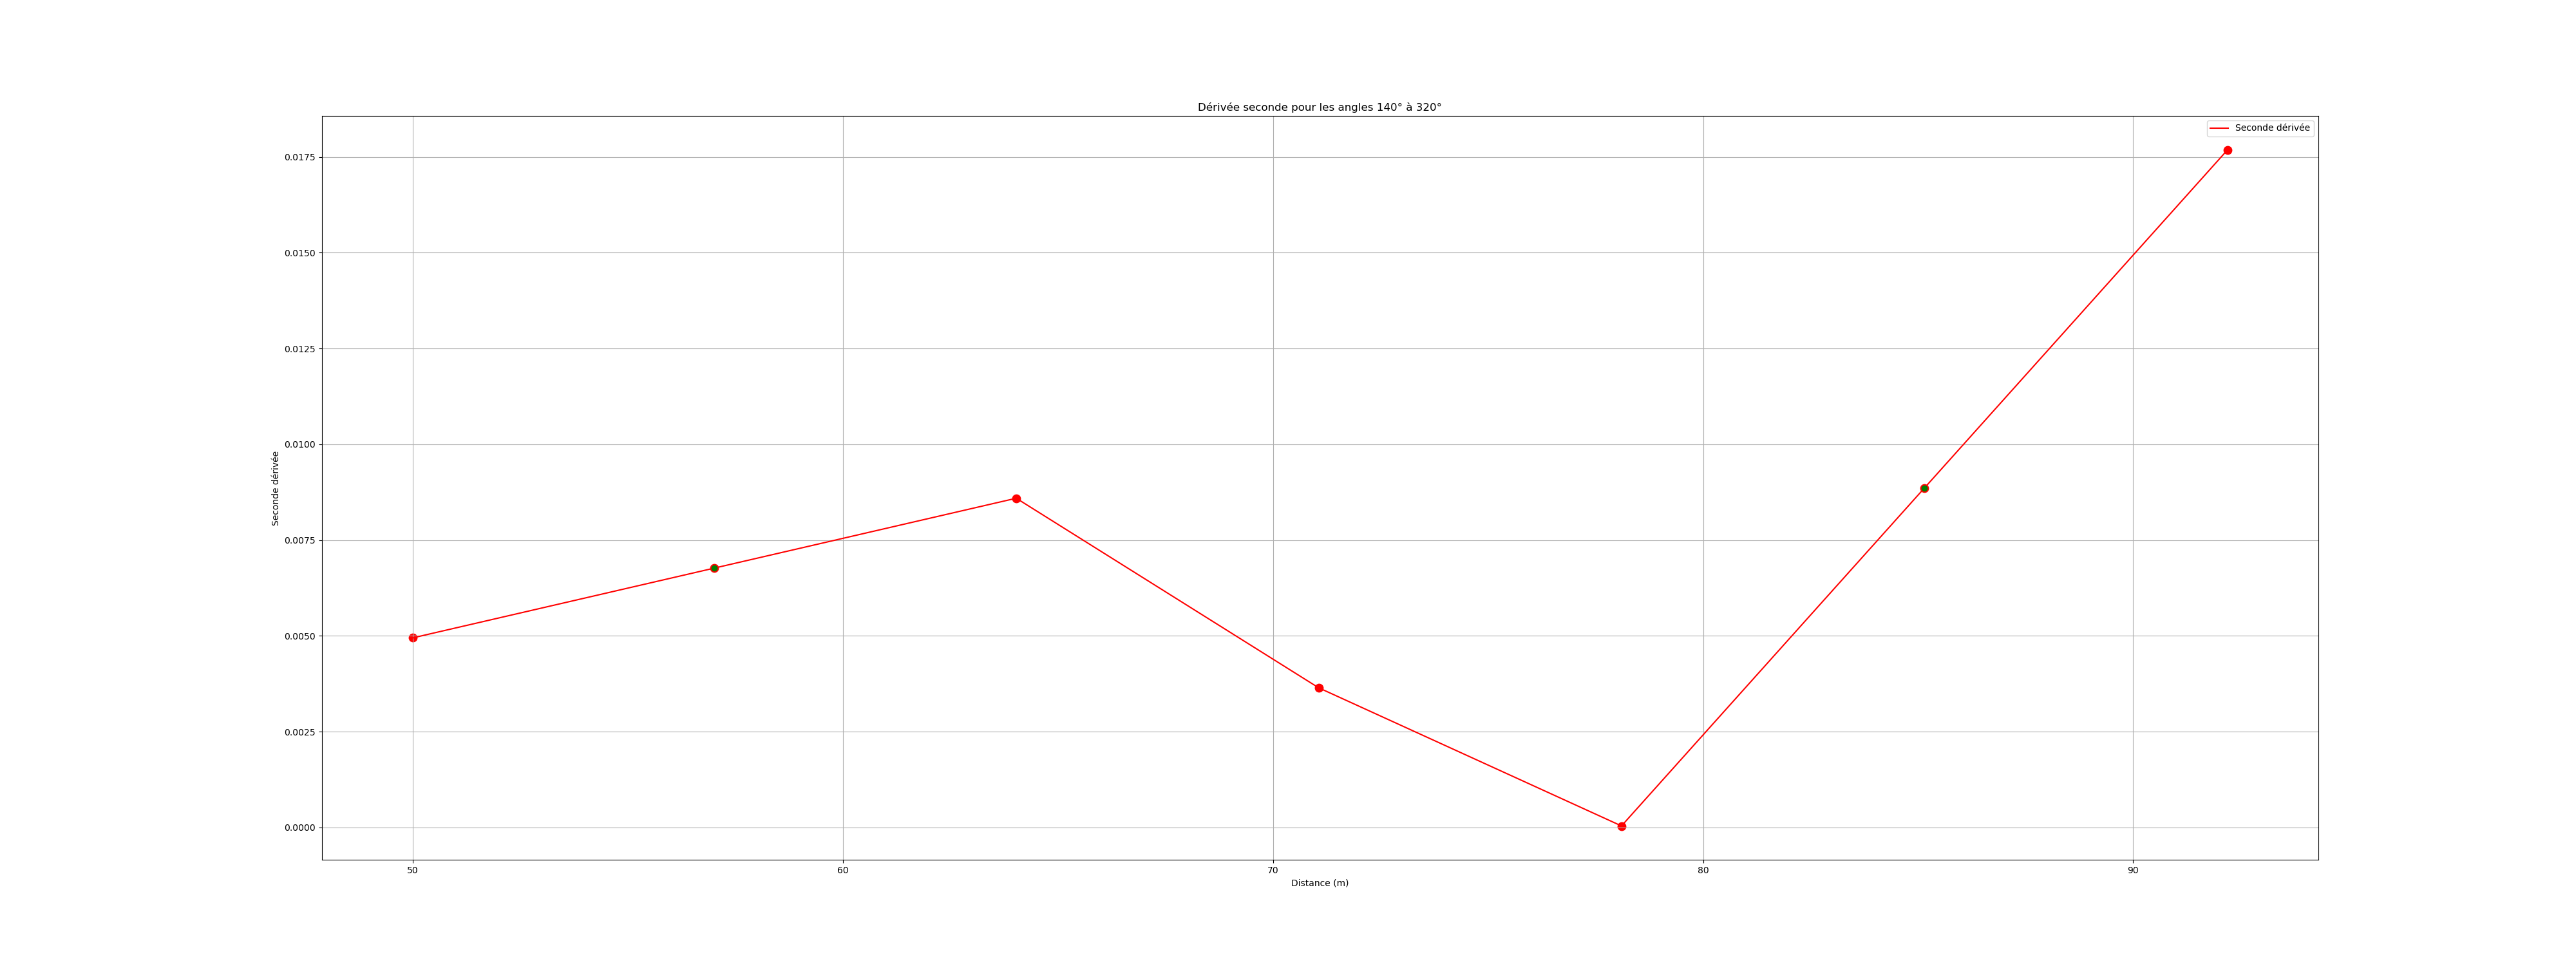 Dérivée seconde pour les angles 140° à 320°
Seconde dérivée
0.0175
0.0150
0.0125
0.0100
0.0075
0.0050
0.0025
0.0000
Seconde dérivée
50 60 70 80 90
Distance (m)